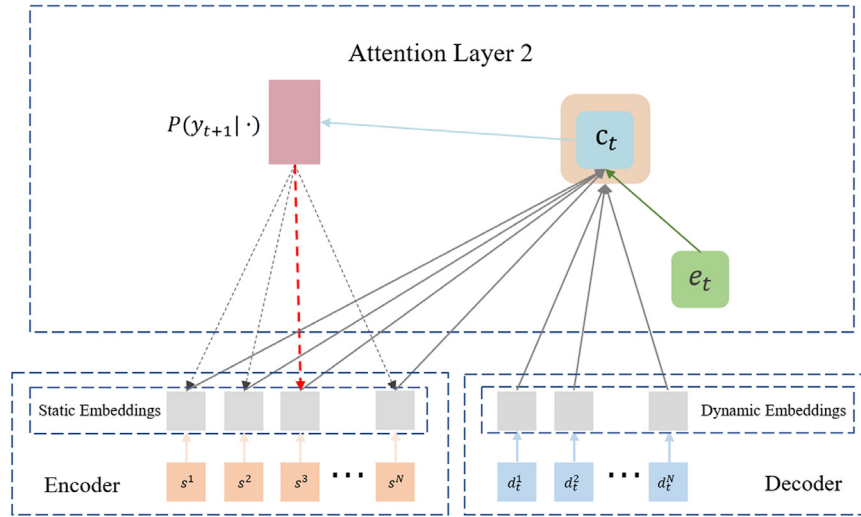 Attention Layer 2
P(y_{t+1}| ·)
c_t
e_t
Static Embeddings
Dynamic Embeddings
s^1 s^2 s^3 ··· s^N
d_t^1 d_t^2 ··· d_t^N
Encoder
Decoder